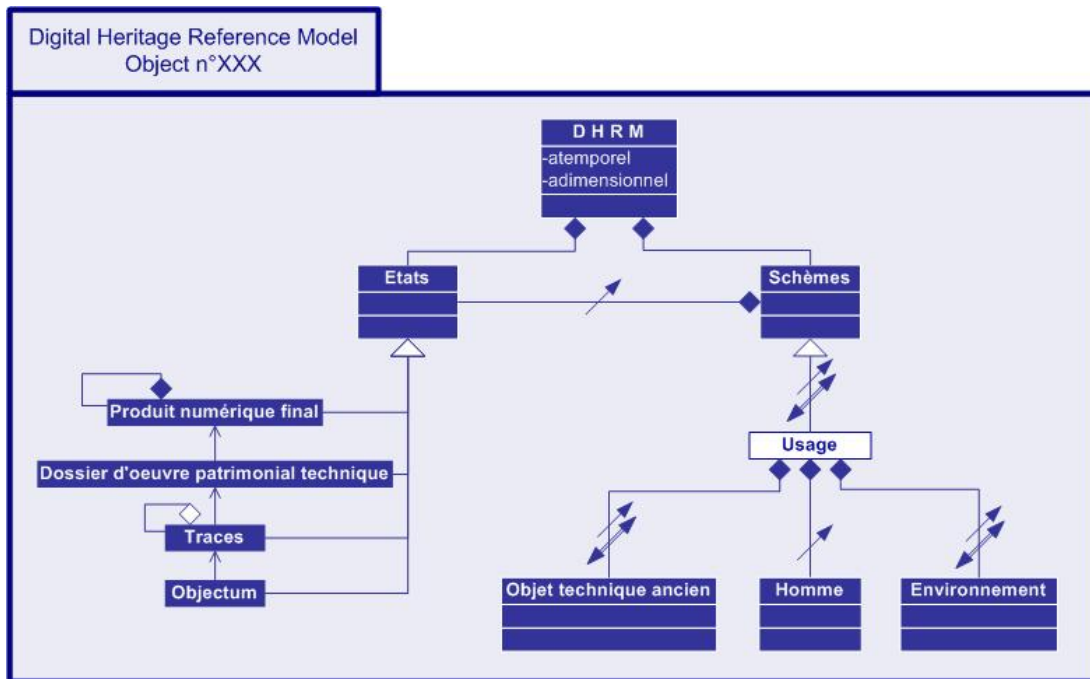 Digital Heritage Reference Model
Object n°XXX
D H R M
-atemporel
-adimensionnel
Etats
Schèmes
Produit numérique final
Usage
Dossier d'oeuvre patrimonial technique
Traces
Objectum
Objet technique ancien
Homme
Environnement